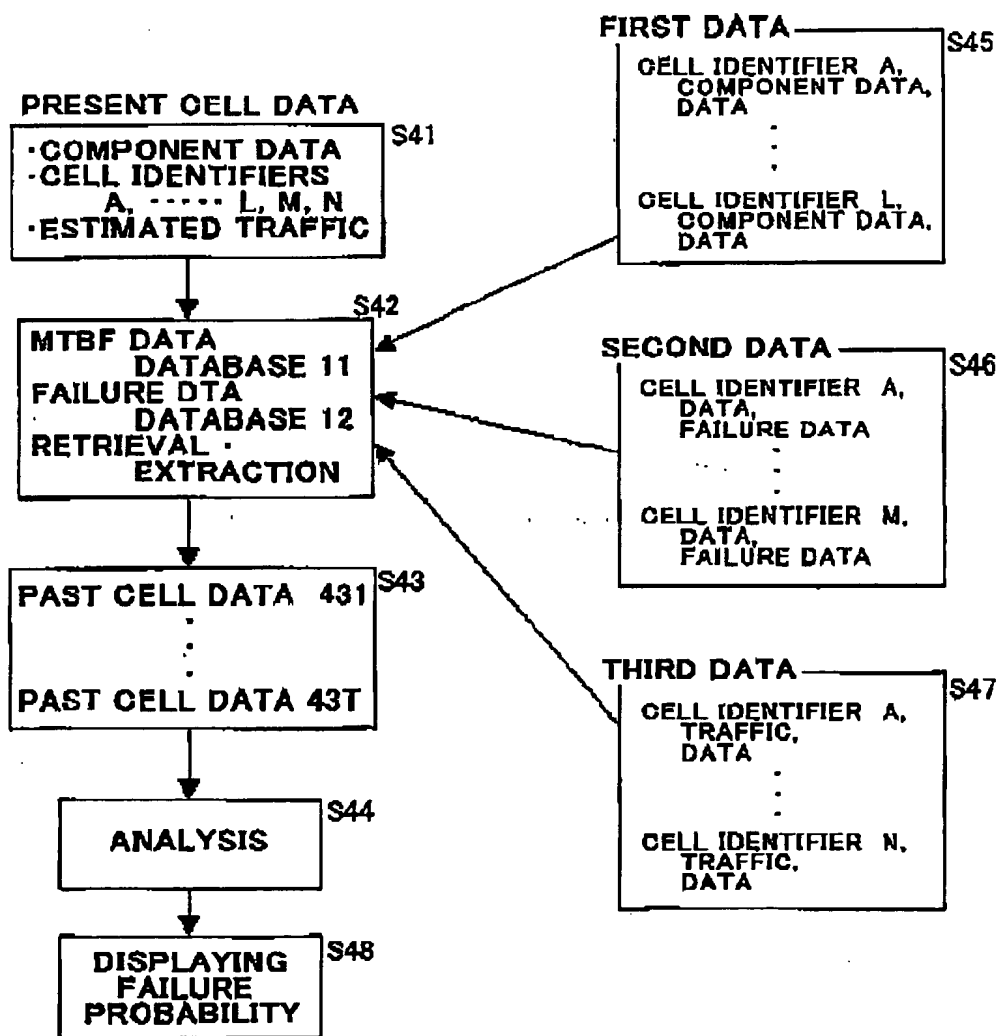 PRESENT CELL DATA
S41
·COMPONENT DATA
·CELL IDENTIFIERS
A, ····· L, M, N
·ESTIMATED TRAFFIC
S42
MTBF DATA
DATABASE 11
FAILURE DTA
DATABASE 12
RETRIEVAL ·
EXTRACTION
S43
PAST CELL DATA 431
PAST CELL DATA 43T
S44
ANALYSIS
S48
DISPLAYING
FAILURE
PROBABILITY
FIRST DATA
S45
CELL IDENTIFIER A,
COMPONENT DATA,
DATA
CELL IDENTIFIER L,
COMPONENT DATA,
DATA
SECOND DATA
S46
CELL IDENTIFIER A,
DATA,
FAILURE DATA
CELL IDENTIFIER M,
DATA,
FAILURE DATA
THIRD DATA
S47
CELL IDENTIFIER A,
TRAFFIC,
DATA
CELL IDENTIFIER N,
TRAFFIC,
DATA